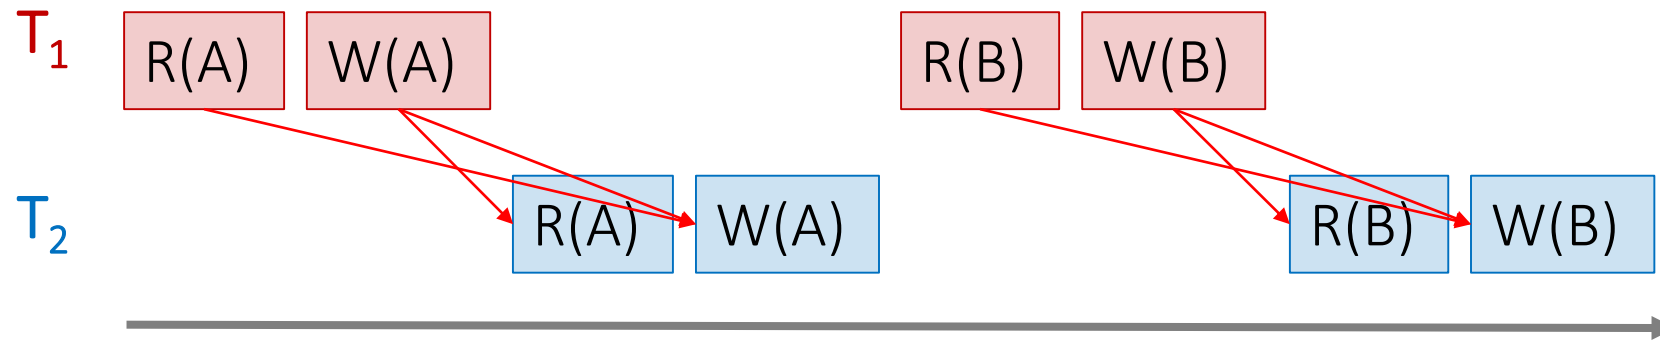 T₁ R(A) W(A) R(B) W(B)
T₂ R(A) W(A) R(B) W(B)